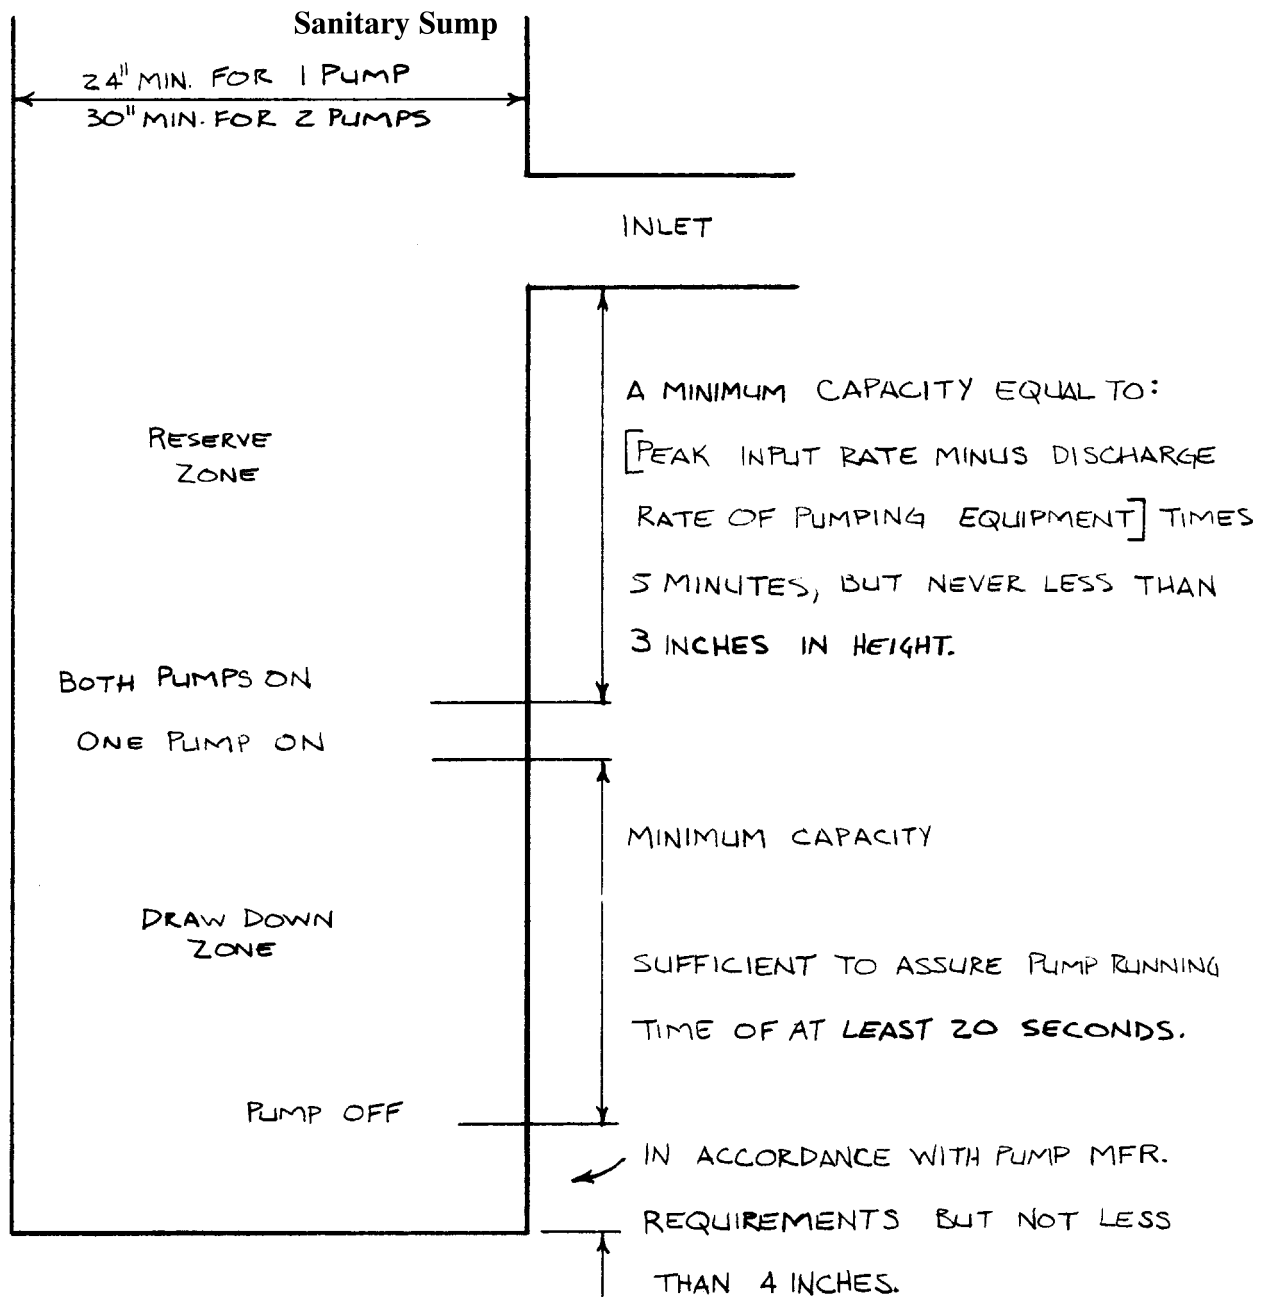 Sanitary Sump
24" MIN. FOR 1 PUMP
30" MIN. FOR 2 PUMPS
INLET
A MINIMUM CAPACITY EQUAL TO:
[PEAK INPUT RATE MINUS DISCHARGE
RATE OF PUMPING EQUIPMENT] TIMES
5 MINUTES, BUT NEVER LESS THAN
3 INCHES IN HEIGHT.
RESERVE
ZONE
BOTH PUMPS ON
ONE PUMP ON
MINIMUM CAPACITY
DRAW DOWN
ZONE
SUFFICIENT TO ASSURE PUMP RUNNING
TIME OF AT LEAST 20 SECONDS.
PUMP OFF
IN ACCORDANCE WITH PUMP MFR.
REQUIREMENTS BUT NOT LESS
THAN 4 INCHES.